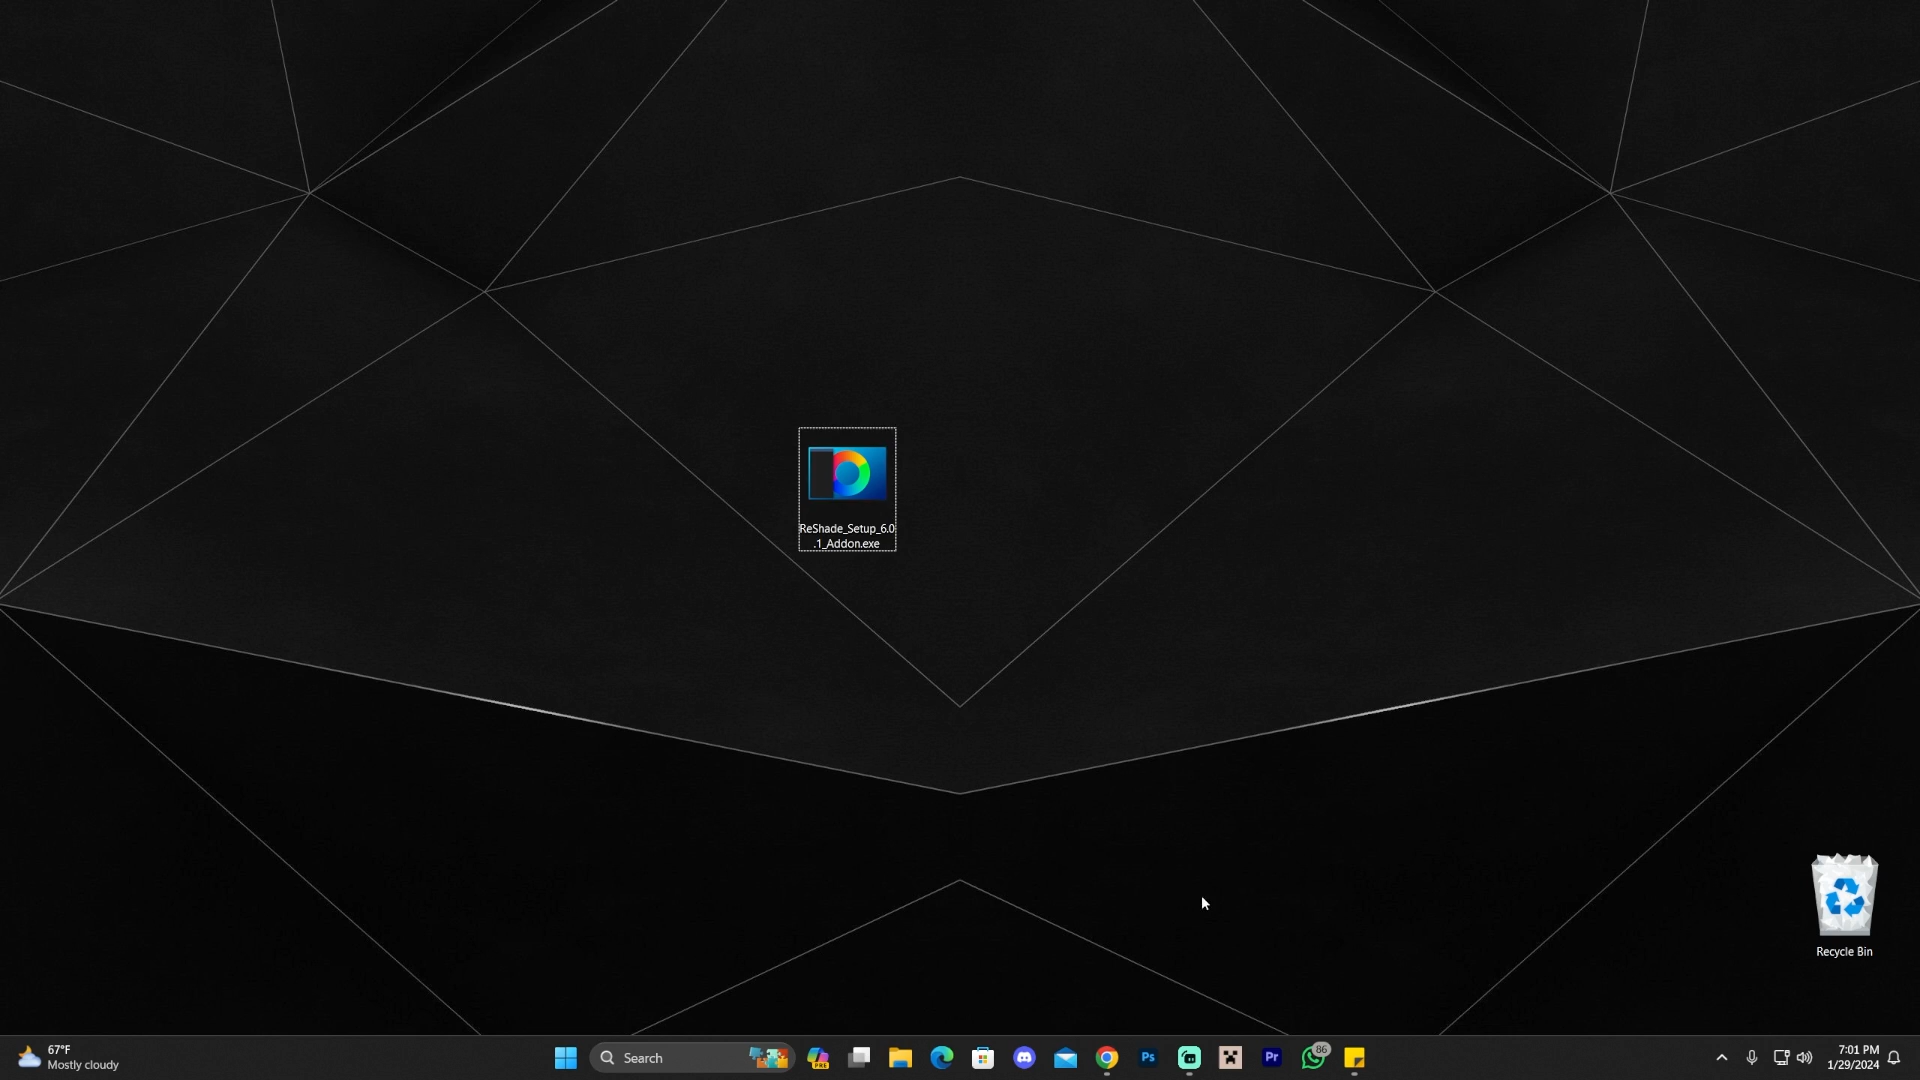 ReShade_Setup_6.0
.1_Addon.exe
Recycle Bin
67°F
Mostly cloudy
Search
PRE
Ps
Pr
86
7:01 PM
1/29/2024